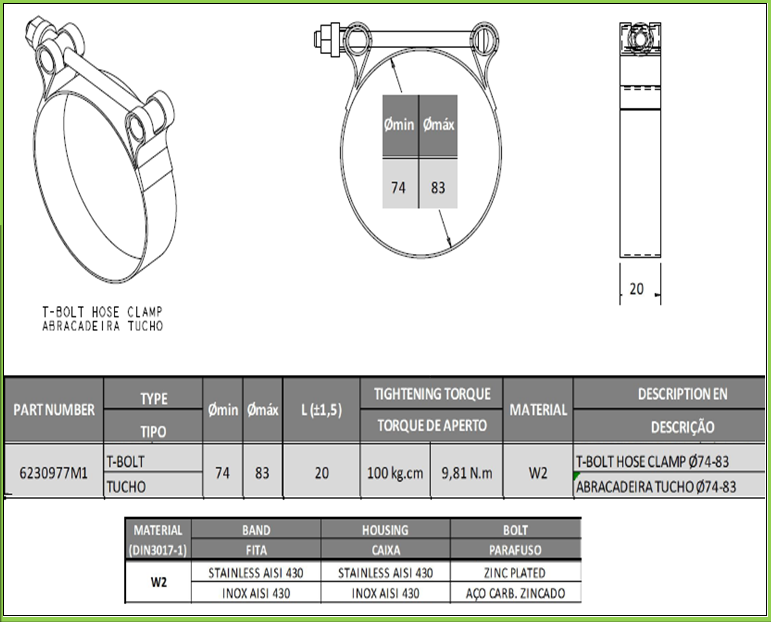 Ømin Ømáx
74 83
20
T-BOLT HOSE CLAMP
ABRACADEIRA TUCHO
PART NUMBER
TYPE
TIPO
Ømin
Ømáx
L (±1,5)
TIGHTENING TORQUE
TORQUE DE APERTO
MATERIAL
DESCRIPTION EN
DESCRIÇÃO
6230977M1
T-BOLT
TUCHO
74
83
20
100 kg.cm
9,81 N.m
W2
T-BOLT HOSE CLAMP Ø74-83
ABRACADEIRA TUCHO Ø74-83
MATERIAL BAND HOUSING BOLT
(DIN3017-1) FITA CAIXA PARAFUSO
W2
STAINLESS AISI 430 STAINLESS AISI 430 ZINC PLATED
INOX AISI 430 INOX AISI 430 AÇO CARB. ZINCADO